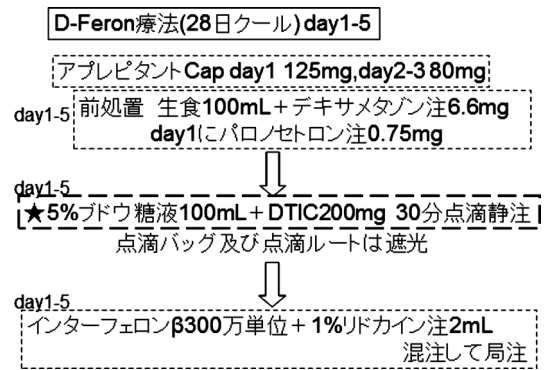 D-Feron療法(28日クール)day1-5
アプレピタントCap day1 125mg,day2-3 80mg
day1-5
前処置 生食100mL+デキサメタゾン注6.6mg
day1にパロノセトロン注0.75mg
day1-5
★5%ブドウ糖液100mL+DTIC200mg 30分点滴静注
点滴バッグ及び点滴ルートは遮光
day1-5
インターフェロンβ300万単位+1%リドカイン注2mL
混注して局注